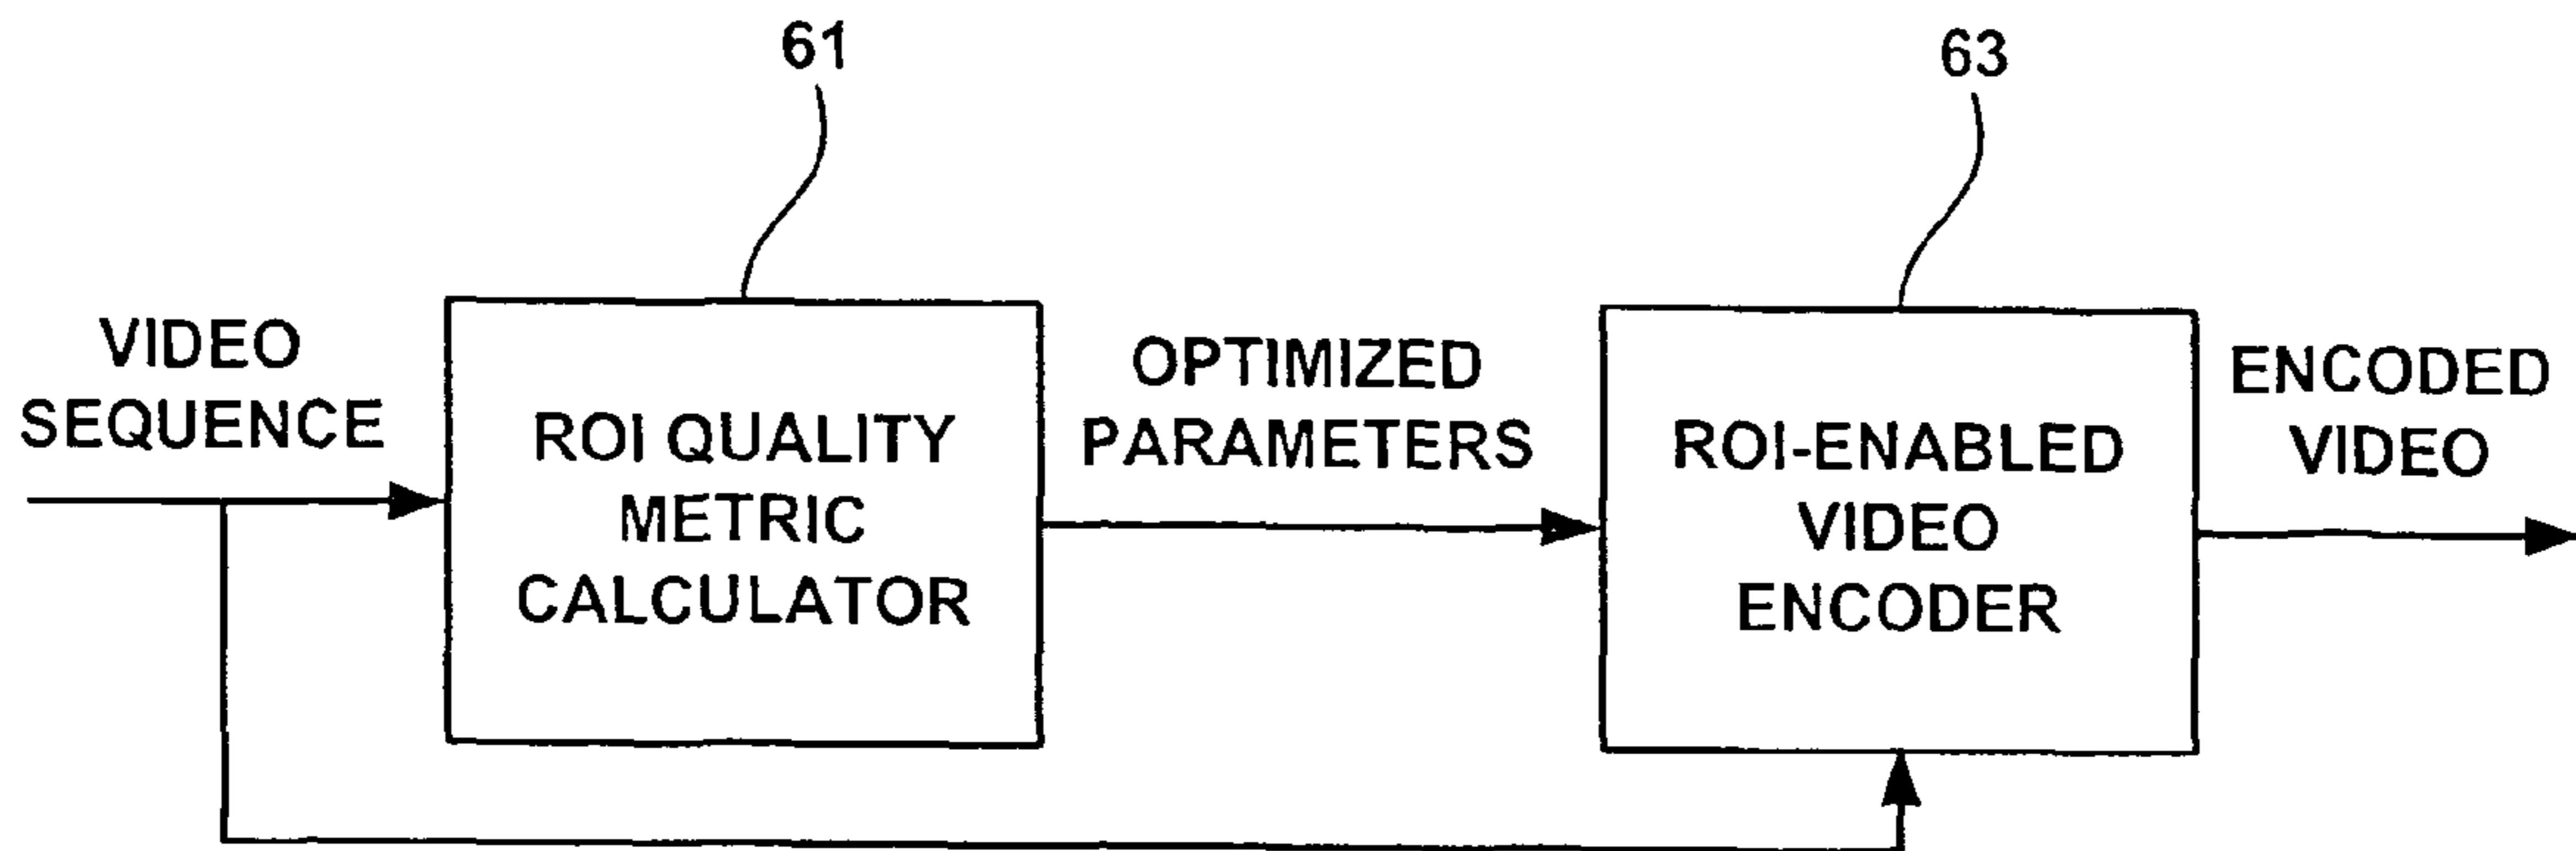 61
63
VIDEO
SEQUENCE
ROI QUALITY
METRIC
CALCULATOR
OPTIMIZED
PARAMETERS
ROI-ENABLED
VIDEO
ENCODER
ENCODED
VIDEO